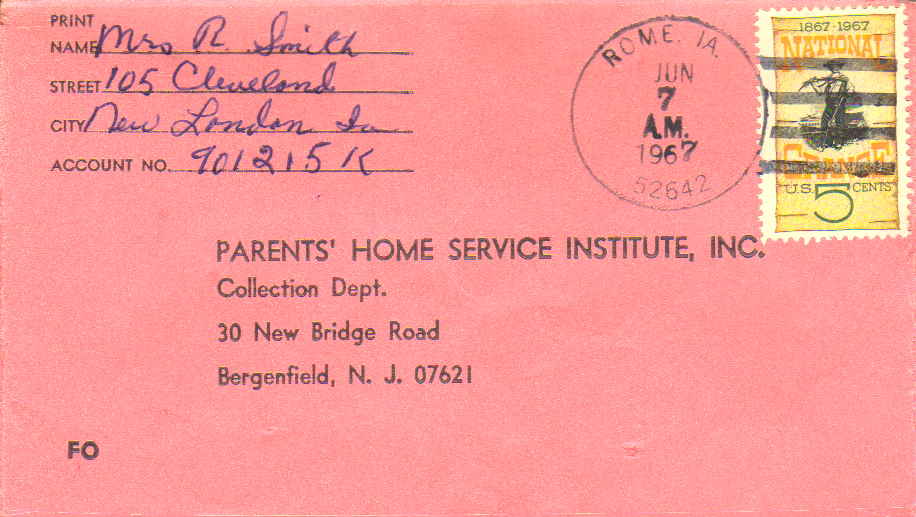 PRINT
NAME Mrs R. Smith
STREET 105 Cleveland
CITY New London Ia
ACCOUNT NO. 901215K
ROME, IA.
JUN
7
A.M.
1967
52642
1867-1967
NATIONAL
GRANGE
U.S. 5 CENTS
PARENTS' HOME SERVICE INSTITUTE, INC.
Collection Dept.
30 New Bridge Road
Bergenfield, N. J. 07621
FO